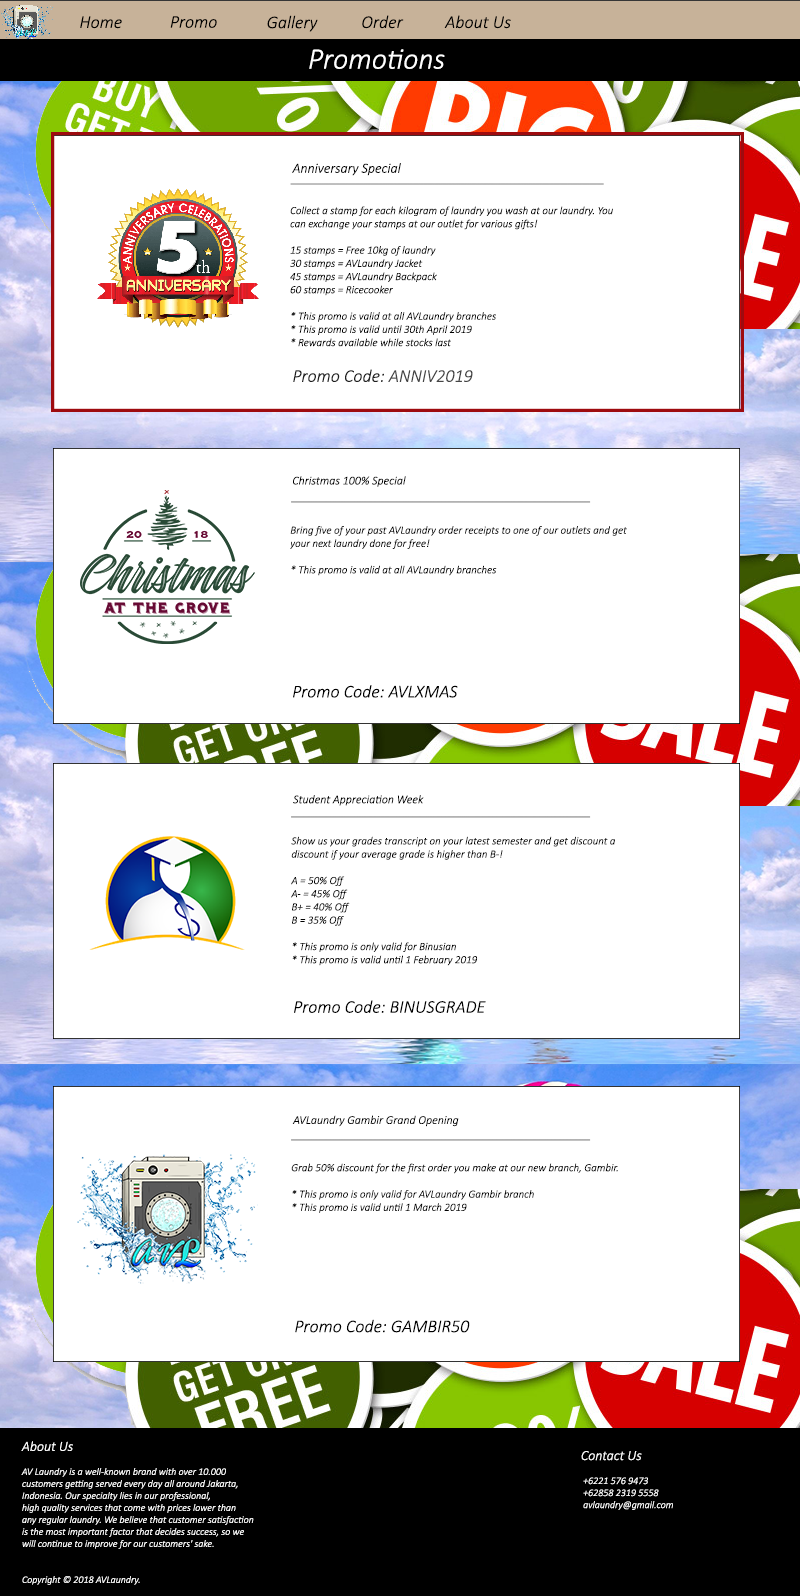 Home Promo Gallery Order About Us
Promotions
BUY
GET
%
BIG
%
Anniversary Special
ANNIVERSARY CELEBRATIONS
5th
ANNIVERSARY
Collect a stamp for each kilogram of laundry you wash at our laundry. You
can exchange your stamps at our outlet for various gifts!
15 stamps = Free 10kg of laundry
30 stamps = AVLaundry Jacket
45 stamps = AVLaundry Backpack
60 stamps = Ricecooker
* This promo is valid at all AVLaundry branches
* This promo is valid until 30th April 2019
* Rewards available while stocks last
Promo Code: ANNIV2019
Christmas 100% Special
2018
Christmas
AT THE GROVE
Bring five of your past AVLaundry order receipts to one of our outlets and get
your next laundry done for free!
* This promo is valid at all AVLaundry branches
Promo Code: AVLXMAS
GET ONE
FREE
SALE
Student Appreciation Week
Show us your grades transcript on your latest semester and get discount a
discount if your average grade is higher than B-!
A = 50% Off
A- = 45% Off
B+ = 40% Off
B = 35% Off
* This promo is only valid for Binusian
* This promo is valid until 1 February 2019
Promo Code: BINUSGRADE
AVLaundry Gambir Grand Opening
AVL
Grab 50% discount for the first order you make at our new branch, Gambir.
* This promo is only valid for AVLaundry Gambir branch
* This promo is valid until 1 March 2019
Promo Code: GAMBIR50
GET ONE
FREE
%
SALE
About Us
AV Laundry is a well-known brand with over 10.000
customers getting served every day all around Jakarta,
Indonesia. Our specialty lies in our professional,
high quality services that come with prices lower than
any regular laundry. We believe that customer satisfaction
is the most important factor that decides success, so we
will continue to improve for our customers' sake.
Copyright © 2018 AVLaundry.
Contact Us
+6221 576 9473
+62858 2319 5558
avlaundry@gmail.com